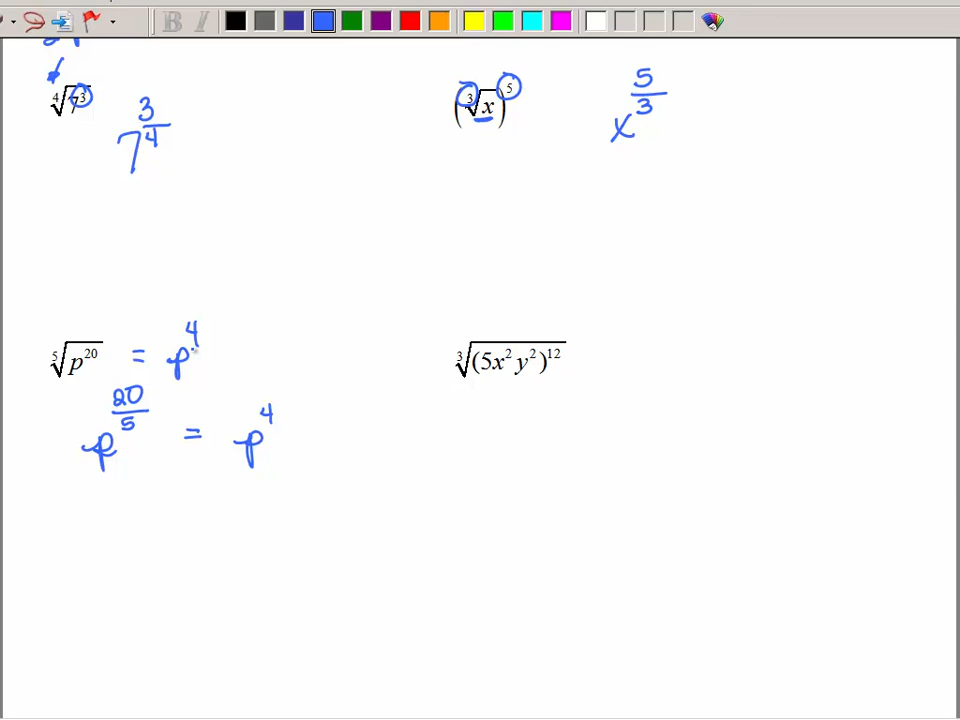 B I U
⁴√7³ 7^(3/4)
(³√x)⁵ x^(5/3)
⁵√p²⁰ = p⁴
p^(20/5) = p⁴
³√(5x²y²)¹²